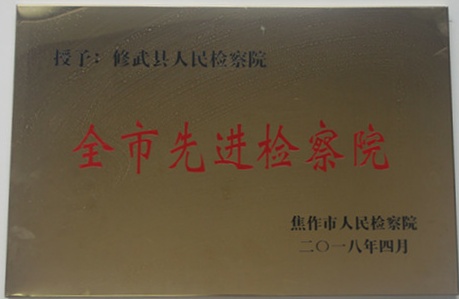 授予：修武县人民检察院
全市先进检察院
焦作市人民检察院
二〇一八年四月